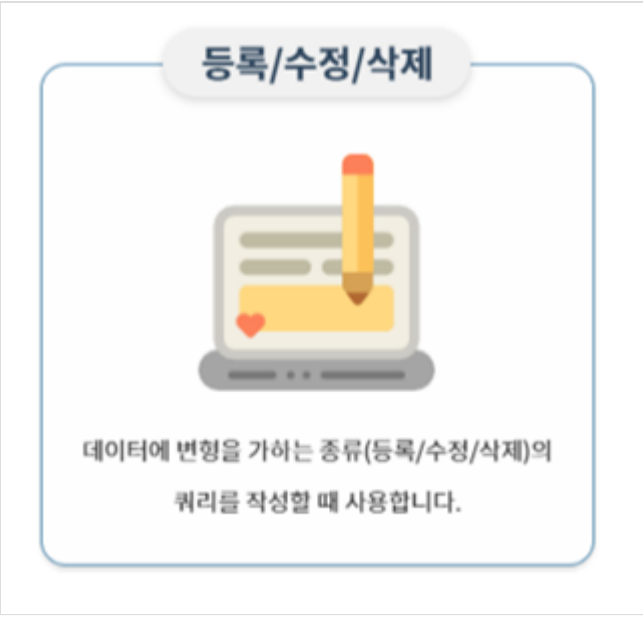 등록/수정/삭제
데이터에 변형을 가하는 종류(등록/수정/삭제)의
쿼리를 작성할 때 사용합니다.